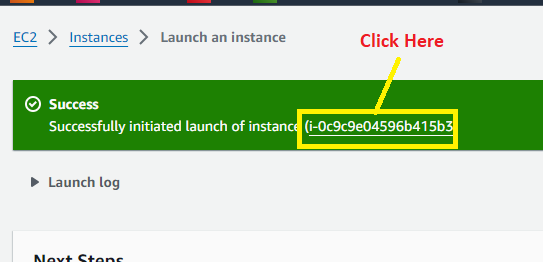 EC2 > Instances > Launch an instance
Click Here
Success
Successfully initiated launch of instance (i-0c9c9e04596b415b3
Launch log
Next Steps